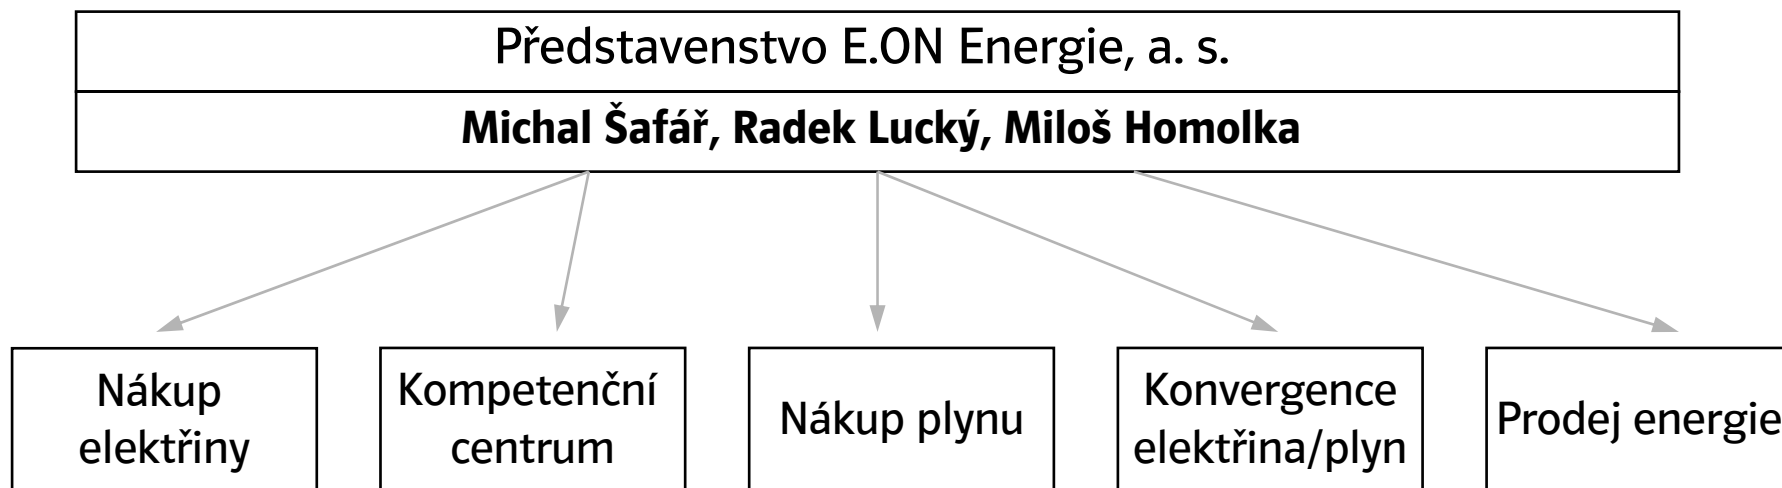 Představenstvo E.ON Energie, a. s.
Michal Šafář, Radek Lucký, Miloš Homolka
Nákup
elektřiny
Kompetenční
centrum
Nákup plynu
Konvergence
elektřina/plyn
Prodej energie